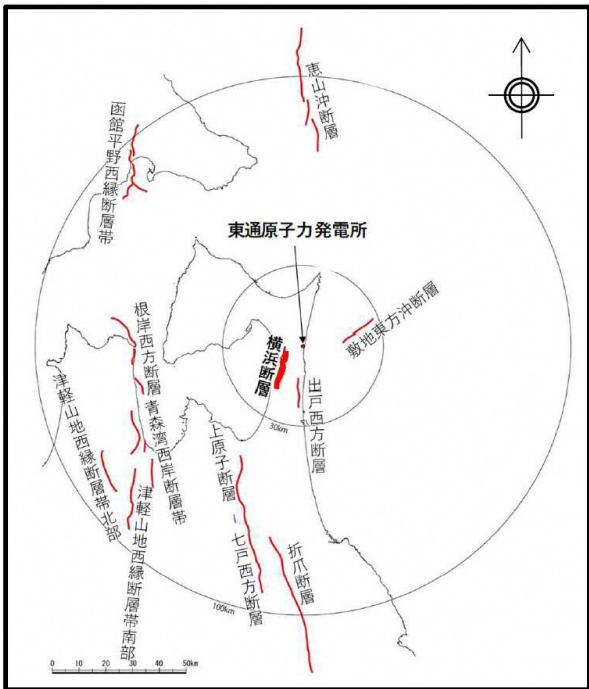 恵山沖断層
函館平野西縁断層帯
東通原子力発電所
敷地東方沖断層
横浜断層
根岸西方断層
出戸西方断層
津軽山地西縁断層帯北部
青森湾西岸断層帯
上原子断層－七戸西方断層
30km
津軽山地西縁断層帯南部
折爪断層
100km
0 10 20 30 40 50km